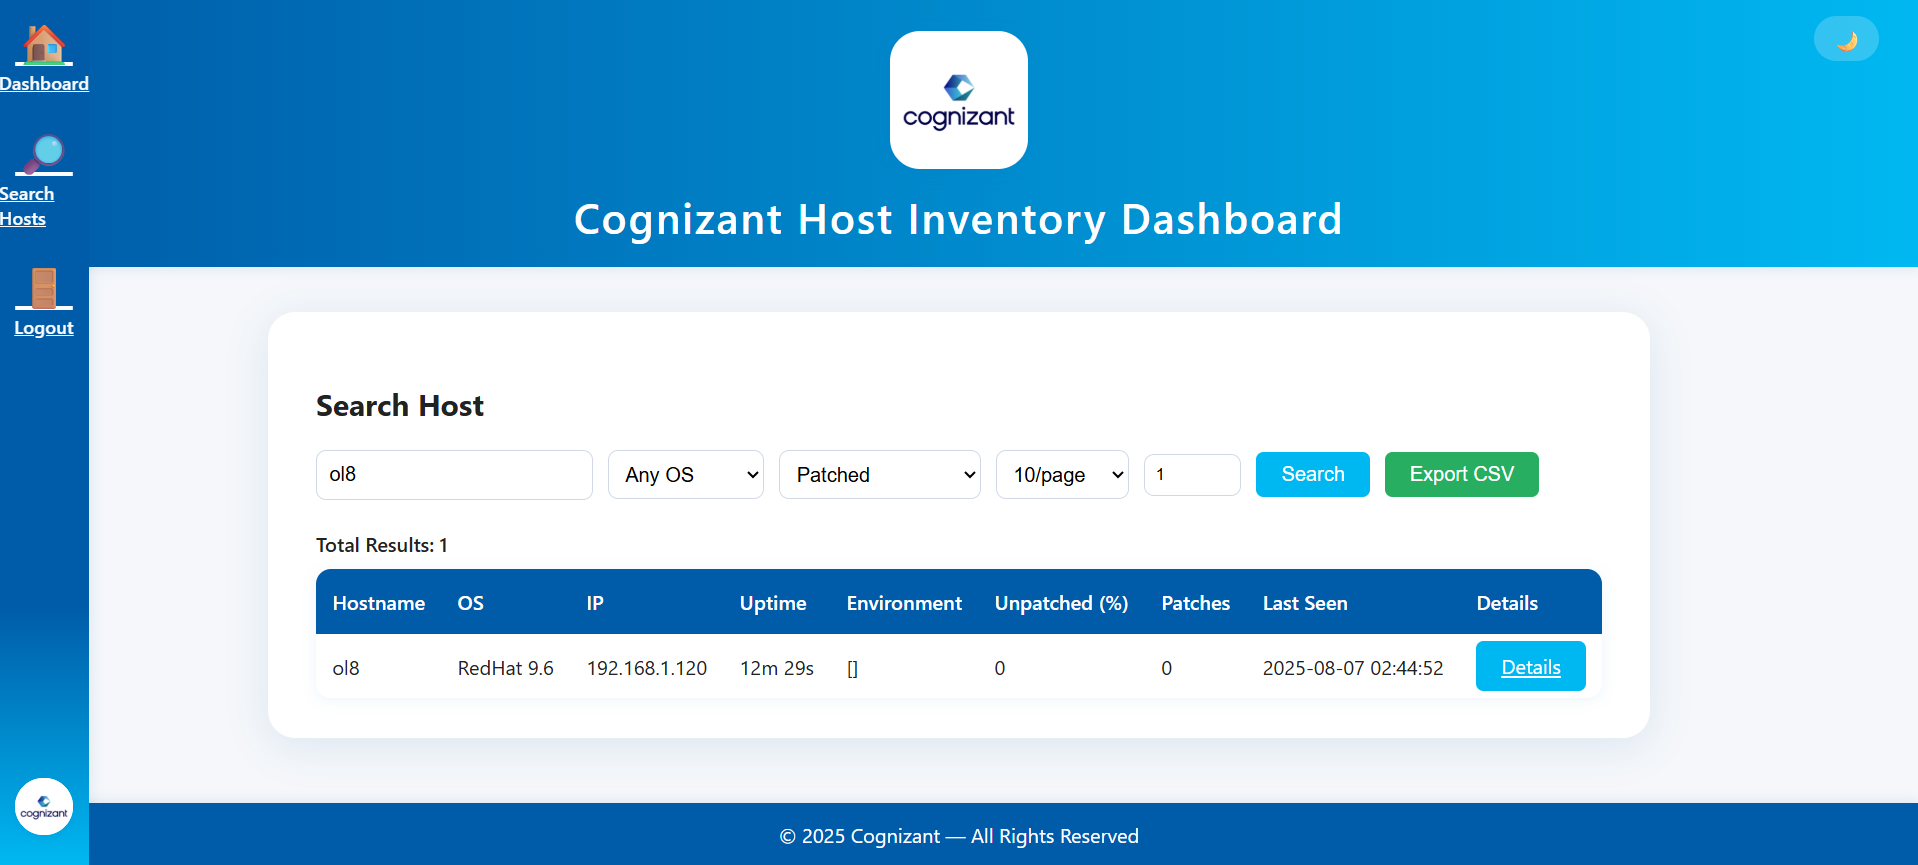 Dashboard
Search
Hosts
Logout
cognizant
cognizant
Cognizant Host Inventory Dashboard
Search Host
ol8
Any OS
Patched
10/page
1
Search
Export CSV
Total Results: 1
Hostname OS IP Uptime Environment Unpatched (%) Patches Last Seen Details
ol8 RedHat 9.6 192.168.1.120 12m 29s [] 0 0 2025-08-07 02:44:52 Details
© 2025 Cognizant — All Rights Reserved